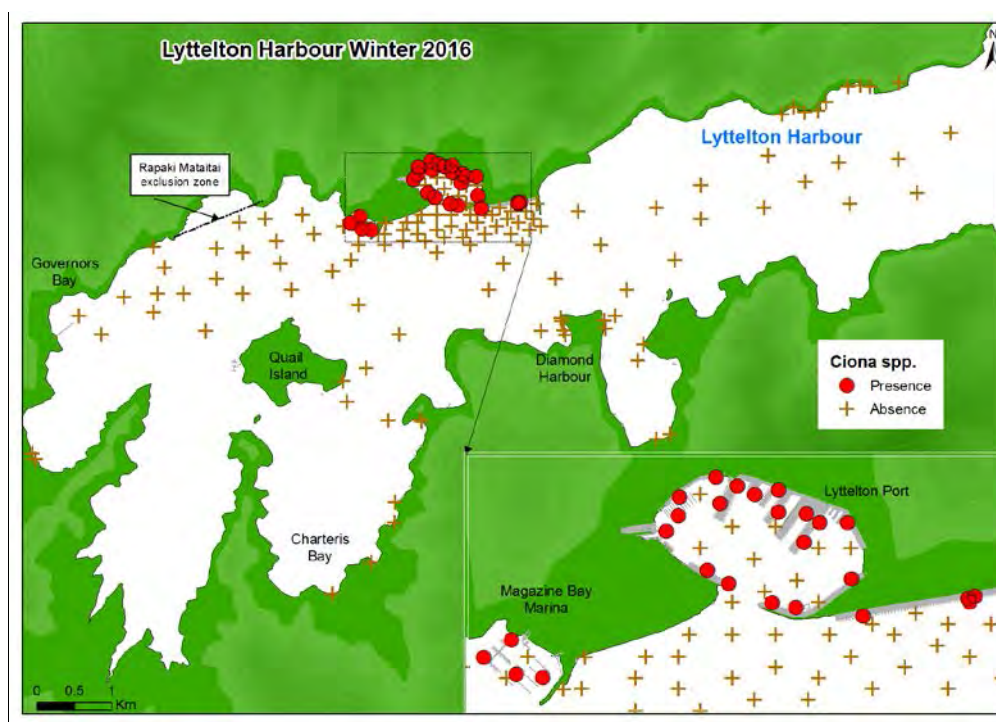 Lyttelton Harbour Winter 2016
N
Lyttelton Harbour
Rapaki Mataitai
exclusion zone
Governors
Bay
Quail
Island
Diamond
Harbour
Ciona spp.
Presence
Absence
Charteris
Bay
Lyttelton Port
Magazine Bay
Marina
0 0.5 1
Km